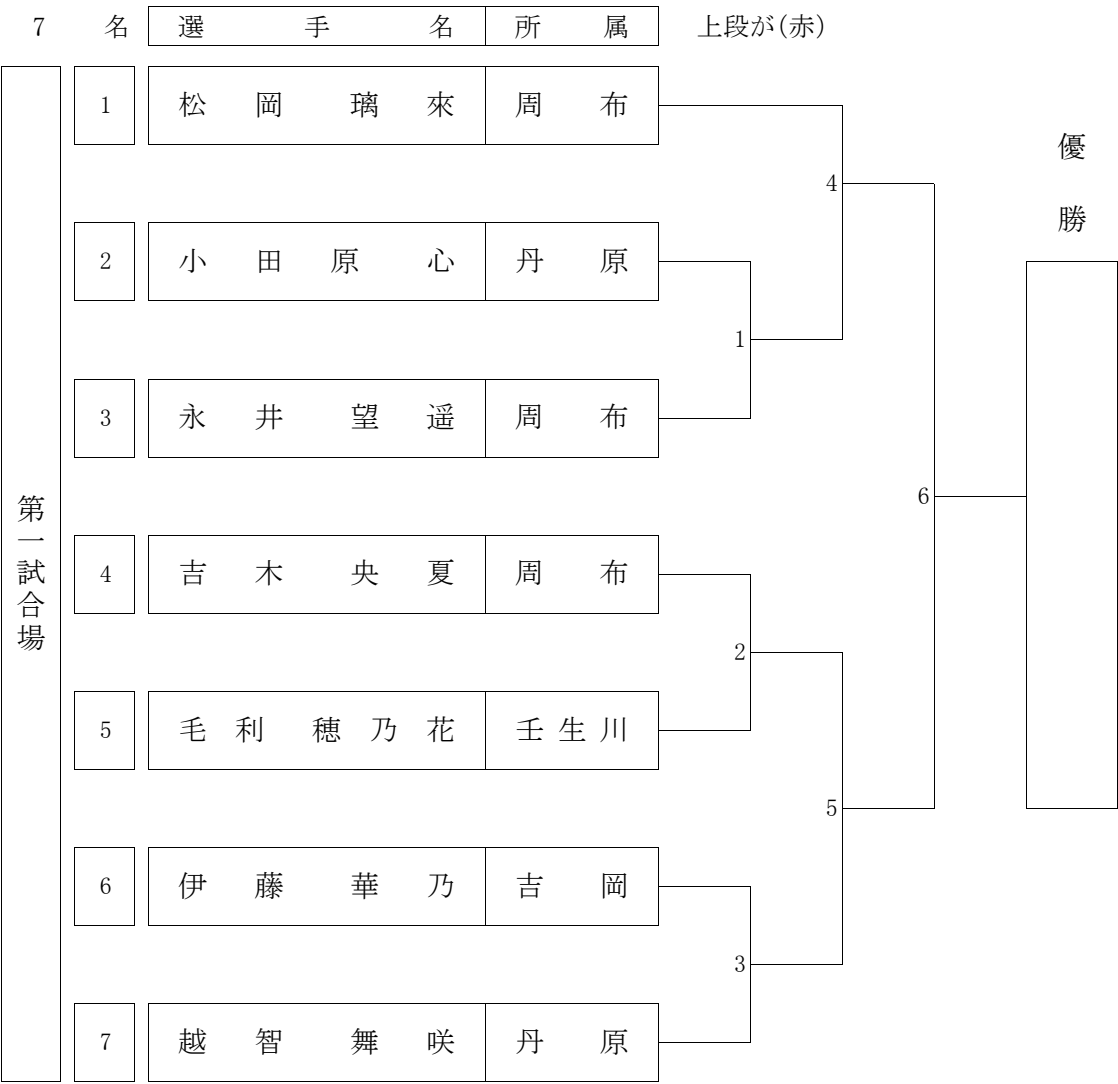 7 名 選手名 所属 上段が(赤)
第一試合場
1 松岡 璃來 周布
2 小田原 心 丹原
3 永井 望遥 周布
4 吉木 央夏 周布
5 毛利 穂乃花 壬生川
6 伊藤 華乃 吉岡
7 越智 舞咲 丹原
4
1
6
2
5
3
優勝